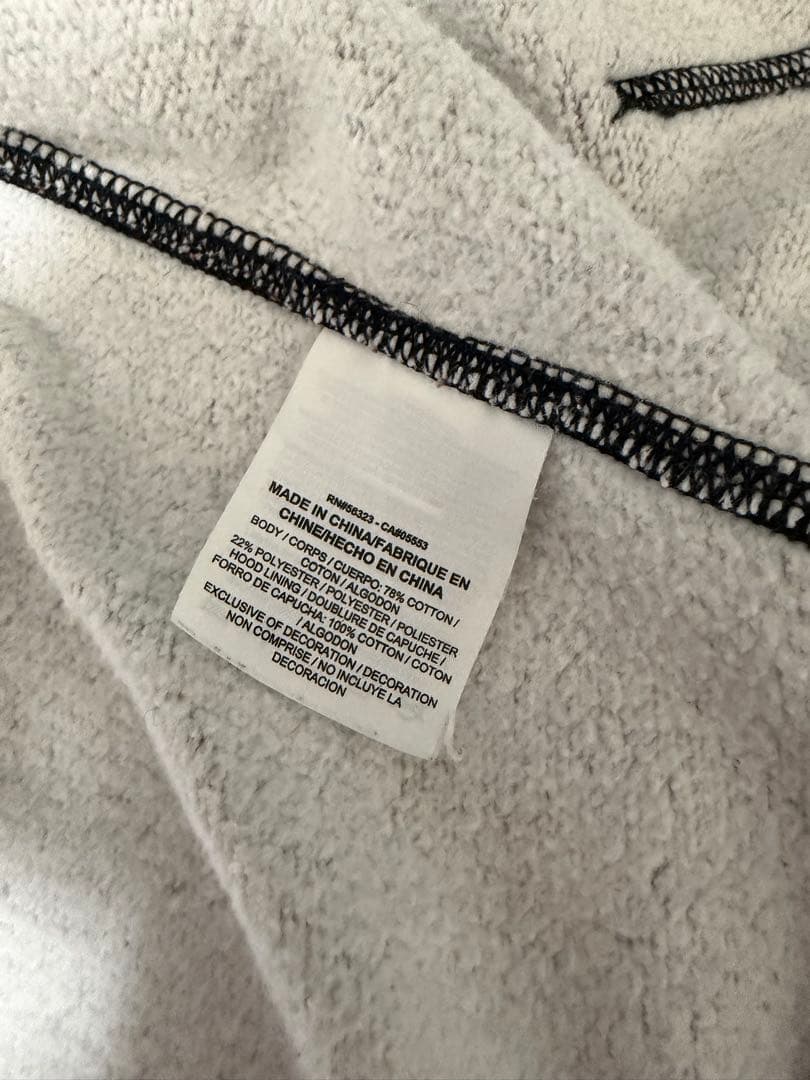 RN#56323 - CA#05553
MADE IN CHINA/FABRIQUE EN
CHINE/HECHO EN CHINA
BODY / CORPS / CUERPO: 78% COTTON /
COTON / ALGODON
22% POLYESTER / POLYESTER / POLIESTER
HOOD LINING / DOUBLURE DE CAPUCHE /
FORRO DE CAPUCHA: 100% COTTON / COTON
/ ALGODON
EXCLUSIVE OF DECORATION / DECORATION
NON COMPRISE / NO INCLUYE LA
DECORACION